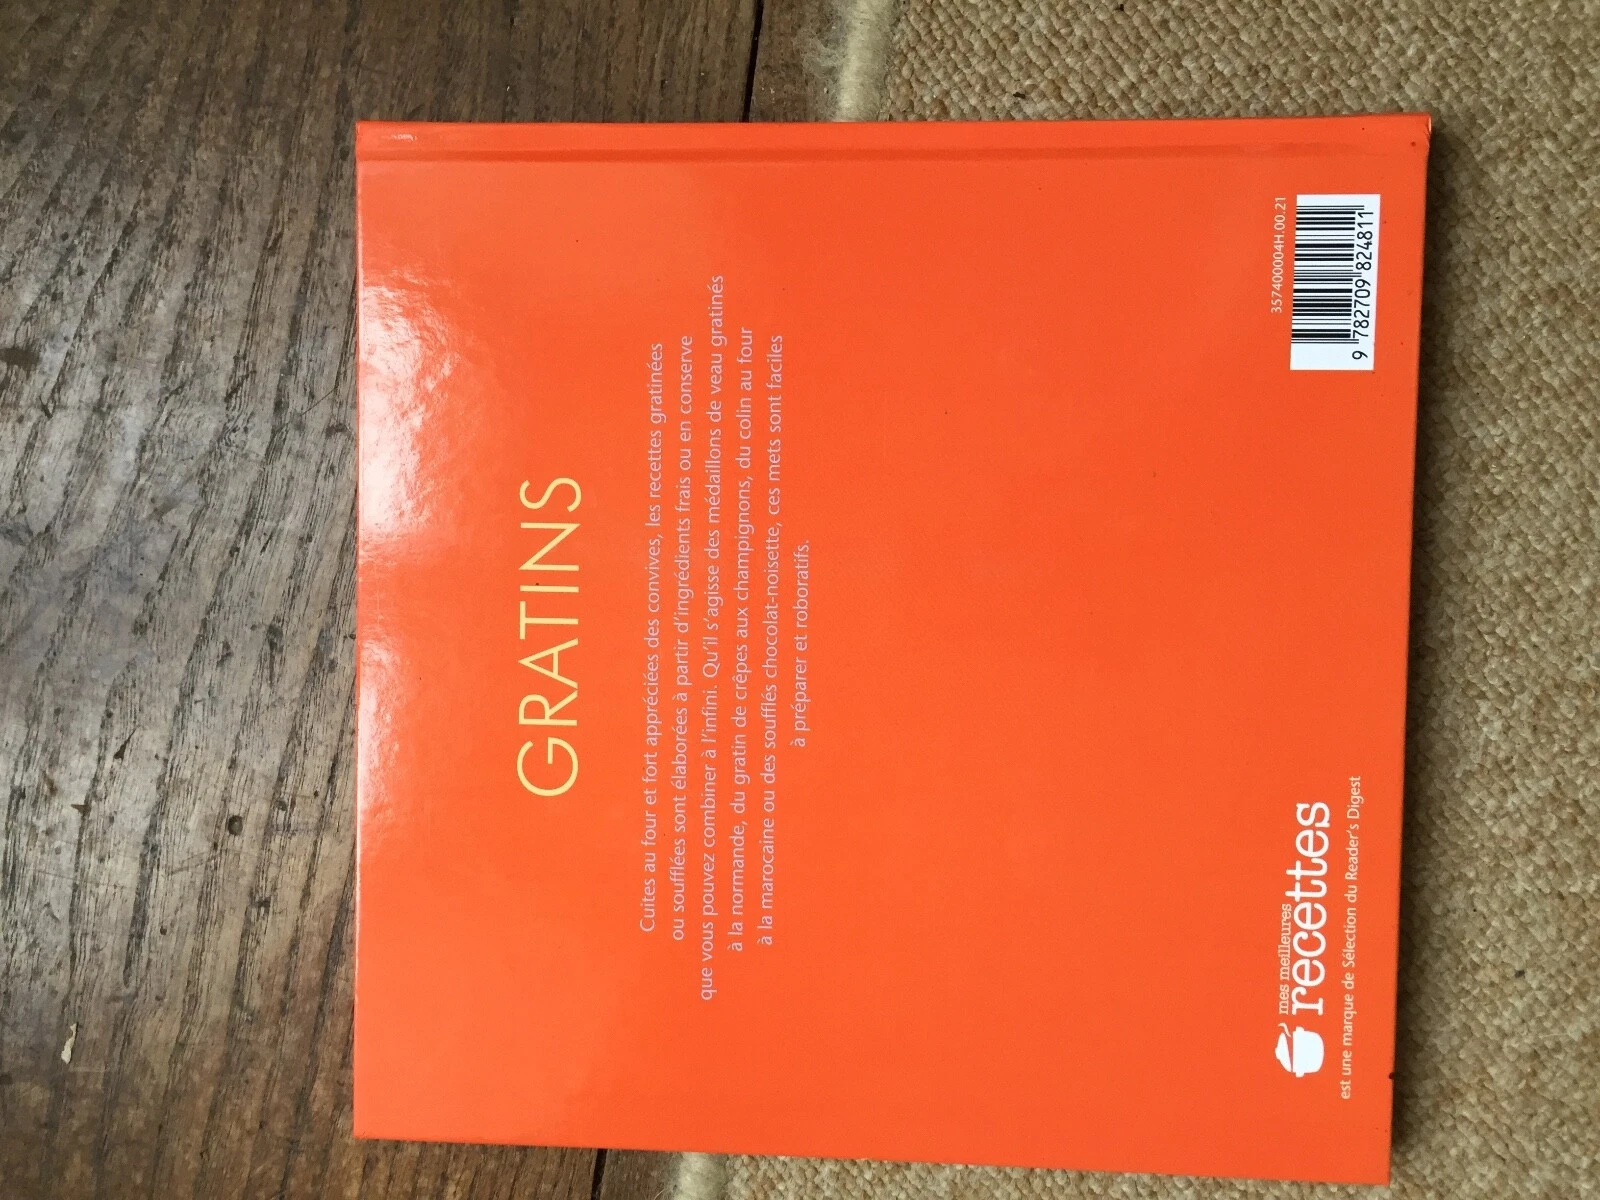 GRATINS
Cuites au four et fort appréciées des convives, les recettes gratinées
ou soufflées sont élaborées à partir d'ingrédients frais ou en conserve
que vous pouvez combiner à l'infini. Qu'il s'agisse des médaillons de veau gratinés
à la normande, du gratin de crêpes aux champignons, du colin au four
à la marocaine ou des soufflés chocolat-noisette, ces mets sont faciles
à préparer et roboratifs.
mes meilleures
recettes
est une marque de Sélection du Reader's Digest
357400004H.00.21
9 782709 824811